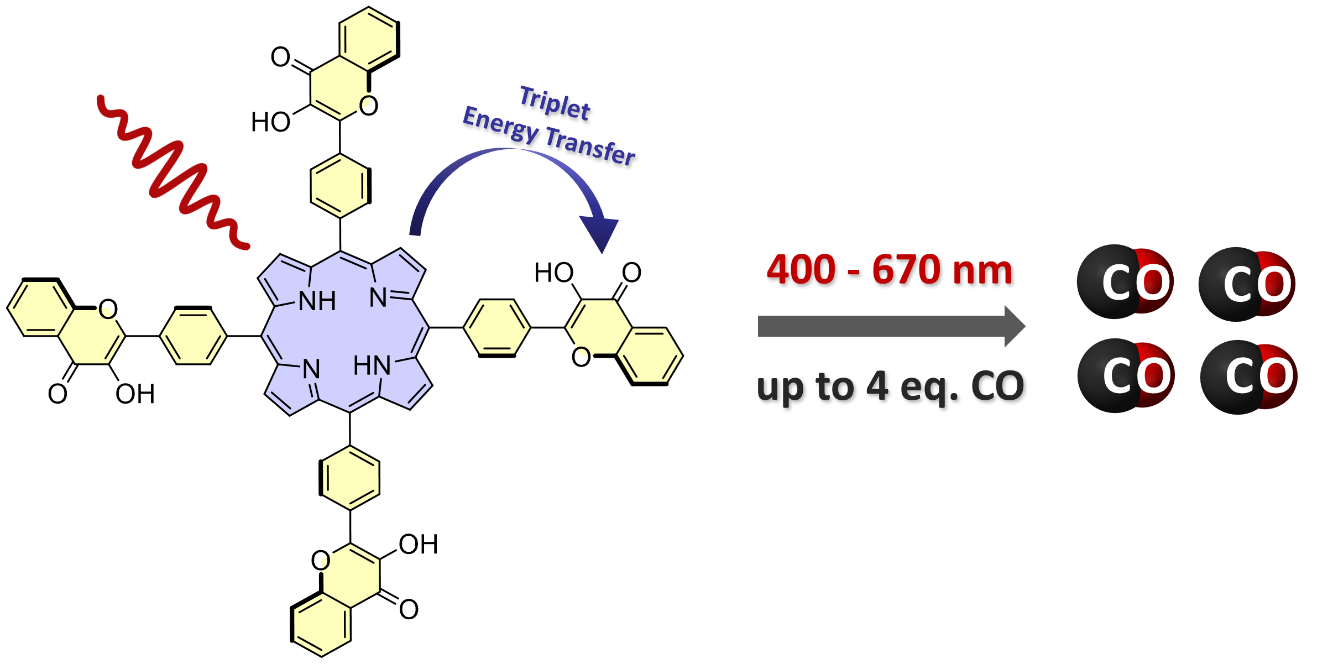 O
O
HO
Triplet
Energy Transfer
NH
N
N
HN
O
O
OH
HO
O
O
O
OH
O
400 - 670 nm
up to 4 eq. CO
CO
CO
CO
CO